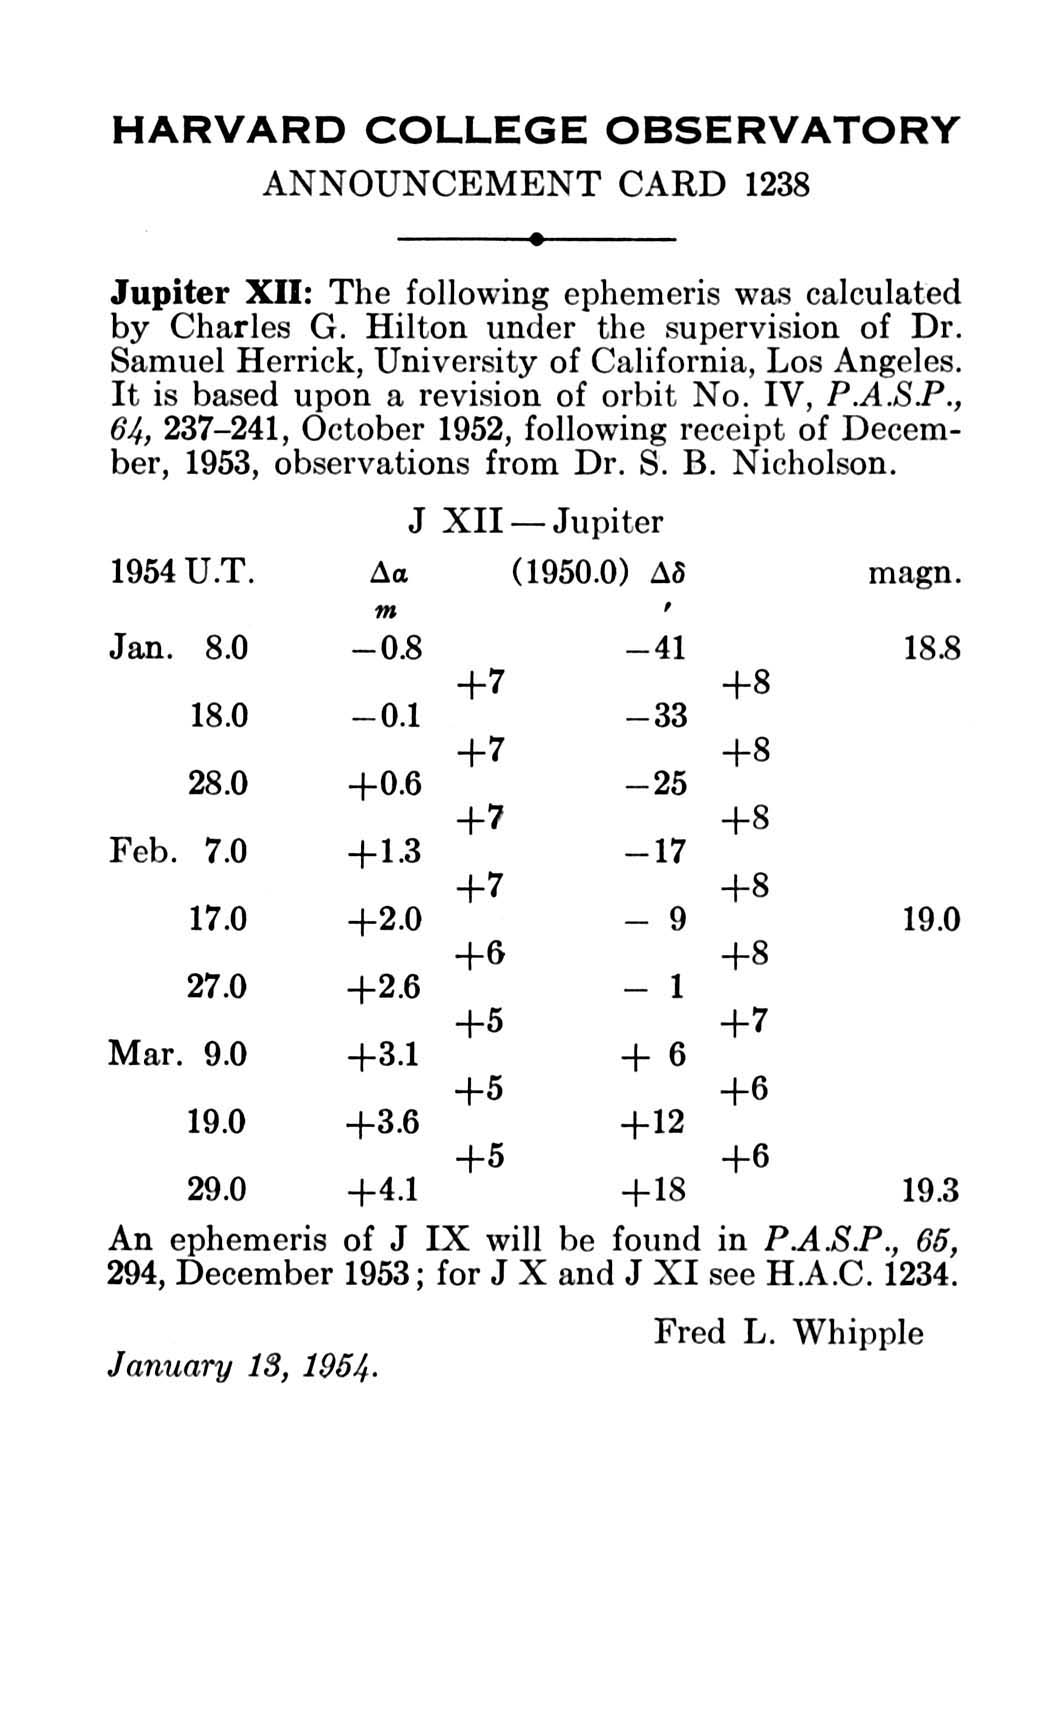 HARVARD COLLEGE OBSERVATORY
ANNOUNCEMENT CARD 1238
Jupiter XII: The following ephemeris was calculated
by Charles G. Hilton under the supervision of Dr.
Samuel Herrick, University of California, Los Angeles.
It is based upon a revision of orbit No. IV, P.A.S.P.,
64, 237–241, October 1952, following receipt of Decem-
ber, 1953, observations from Dr. S. B. Nicholson.
J XII — Jupiter
1954 U.T. Δα (1950.0) Δδ magn.
m ′
Jan. 8.0 −0.8 −41 18.8
+7 +8
18.0 −0.1 −33
+7 +8
28.0 +0.6 −25
+7 +8
Feb. 7.0 +1.3 −17
+7 +8
17.0 +2.0 − 9 19.0
+6 +8
27.0 +2.6 − 1
+5 +7
Mar. 9.0 +3.1 + 6
+5 +6
19.0 +3.6 +12
+5 +6
29.0 +4.1 +18 19.3
An ephemeris of J IX will be found in P.A.S.P., 65,
294, December 1953; for J X and J XI see H.A.C. 1234.
Fred L. Whipple
January 13, 1954.